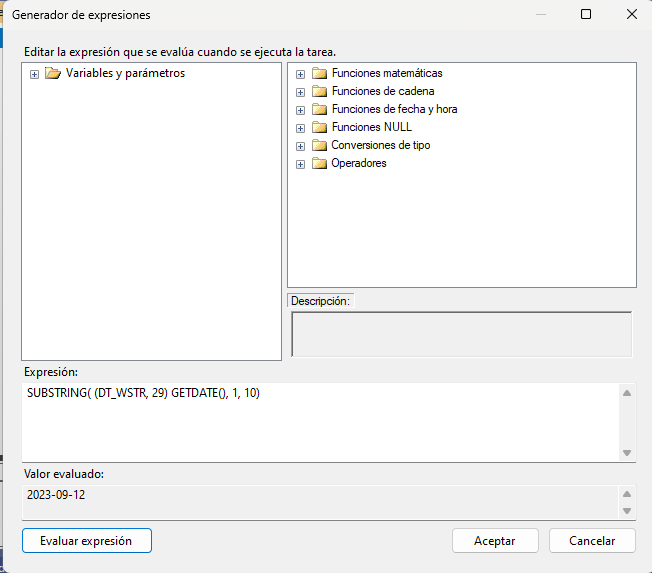 Generador de expresiones
Editar la expresión que se evalúa cuando se ejecuta la tarea.
Variables y parámetros
Funciones matemáticas
Funciones de cadena
Funciones de fecha y hora
Funciones NULL
Conversiones de tipo
Operadores
Descripción:
Expresión:
SUBSTRING( (DT_WSTR, 29) GETDATE(), 1, 10)
Valor evaluado:
2023-09-12
Evaluar expresión
Aceptar
Cancelar